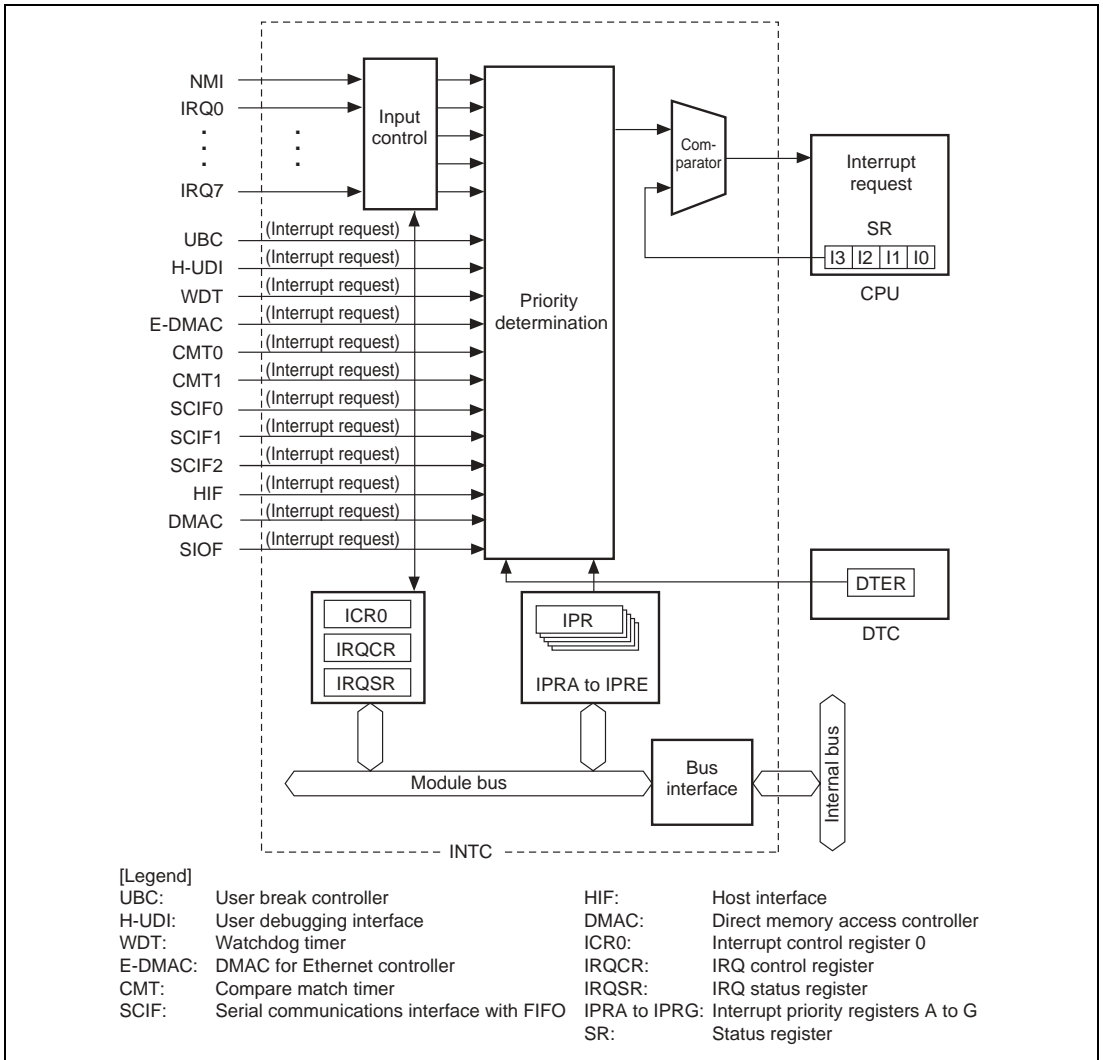 NMI
IRQ0
IRQ7
Input
control
UBC (Interrupt request)
H-UDI (Interrupt request)
WDT (Interrupt request)
E-DMAC (Interrupt request)
CMT0 (Interrupt request)
CMT1 (Interrupt request)
SCIF0 (Interrupt request)
SCIF1 (Interrupt request)
SCIF2 (Interrupt request)
HIF (Interrupt request)
DMAC (Interrupt request)
SIOF (Interrupt request)
Priority
determination
Com-
parator
Interrupt
request
SR
I3 I2 I1 I0
CPU
DTER
DTC
ICR0
IRQCR
IRQSR
IPR
IPRA to IPRE
Module bus
Bus
interface
Internal bus
INTC
[Legend]
UBC: User break controller
H-UDI: User debugging interface
WDT: Watchdog timer
E-DMAC: DMAC for Ethernet controller
CMT: Compare match timer
SCIF: Serial communications interface with FIFO
HIF: Host interface
DMAC: Direct memory access controller
ICR0: Interrupt control register 0
IRQCR: IRQ control register
IRQSR: IRQ status register
IPRA to IPRG: Interrupt priority registers A to G
SR: Status register